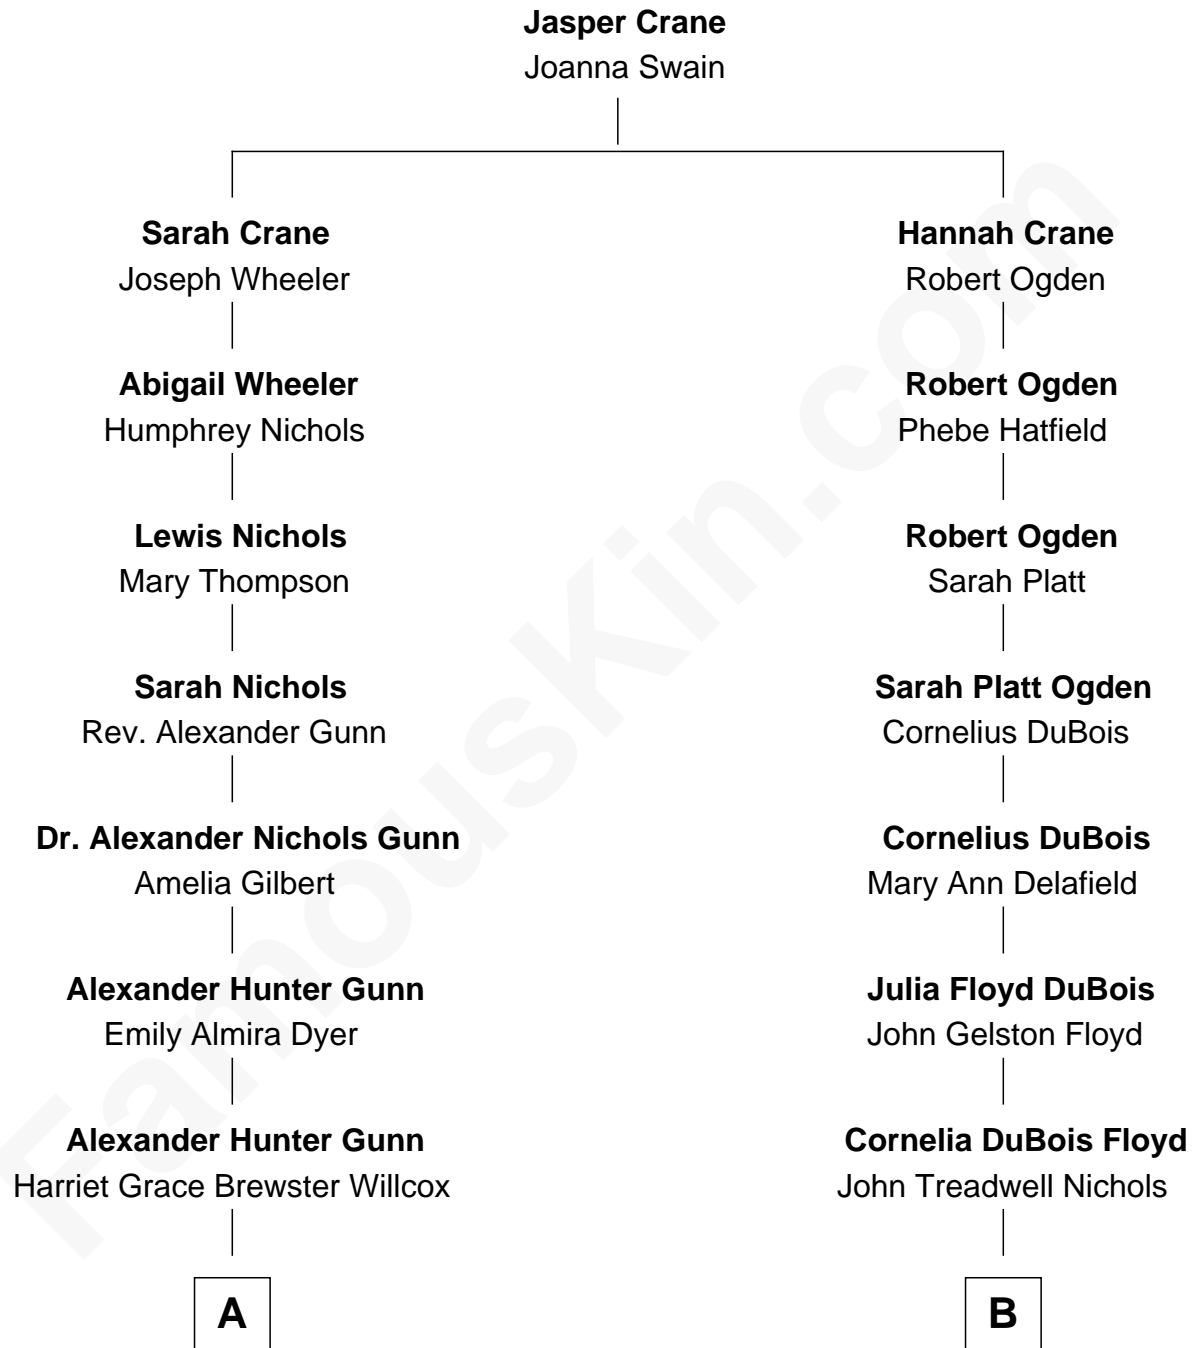 Jasper Crane
Joanna Swain
Sarah Crane
Joseph Wheeler
Abigail Wheeler
Humphrey Nichols
Lewis Nichols
Mary Thompson
Sarah Nichols
Rev. Alexander Gunn
Dr. Alexander Nichols Gunn
Amelia Gilbert
Alexander Hunter Gunn
Emily Almira Dyer
Alexander Hunter Gunn
Harriet Grace Brewster Willcox
A
Hannah Crane
Robert Ogden
Robert Ogden
Phebe Hatfield
Robert Ogden
Sarah Platt
Sarah Platt Ogden
Cornelius DuBois
Cornelius DuBois
Mary Ann Delafield
Julia Floyd DuBois
John Gelston Floyd
Cornelia DuBois Floyd
John Treadwell Nichols
B
FamousKin.com